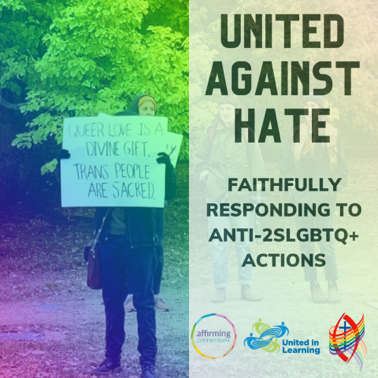 QUEER LOVE IS A
DIVINE GIFT.
TRANS PEOPLE
ARE SACRED.
UNITED
AGAINST
HATE
FAITHFULLY
RESPONDING TO
ANTI-2SLGBTQ+
ACTIONS
affirming
connections
United in
Learning